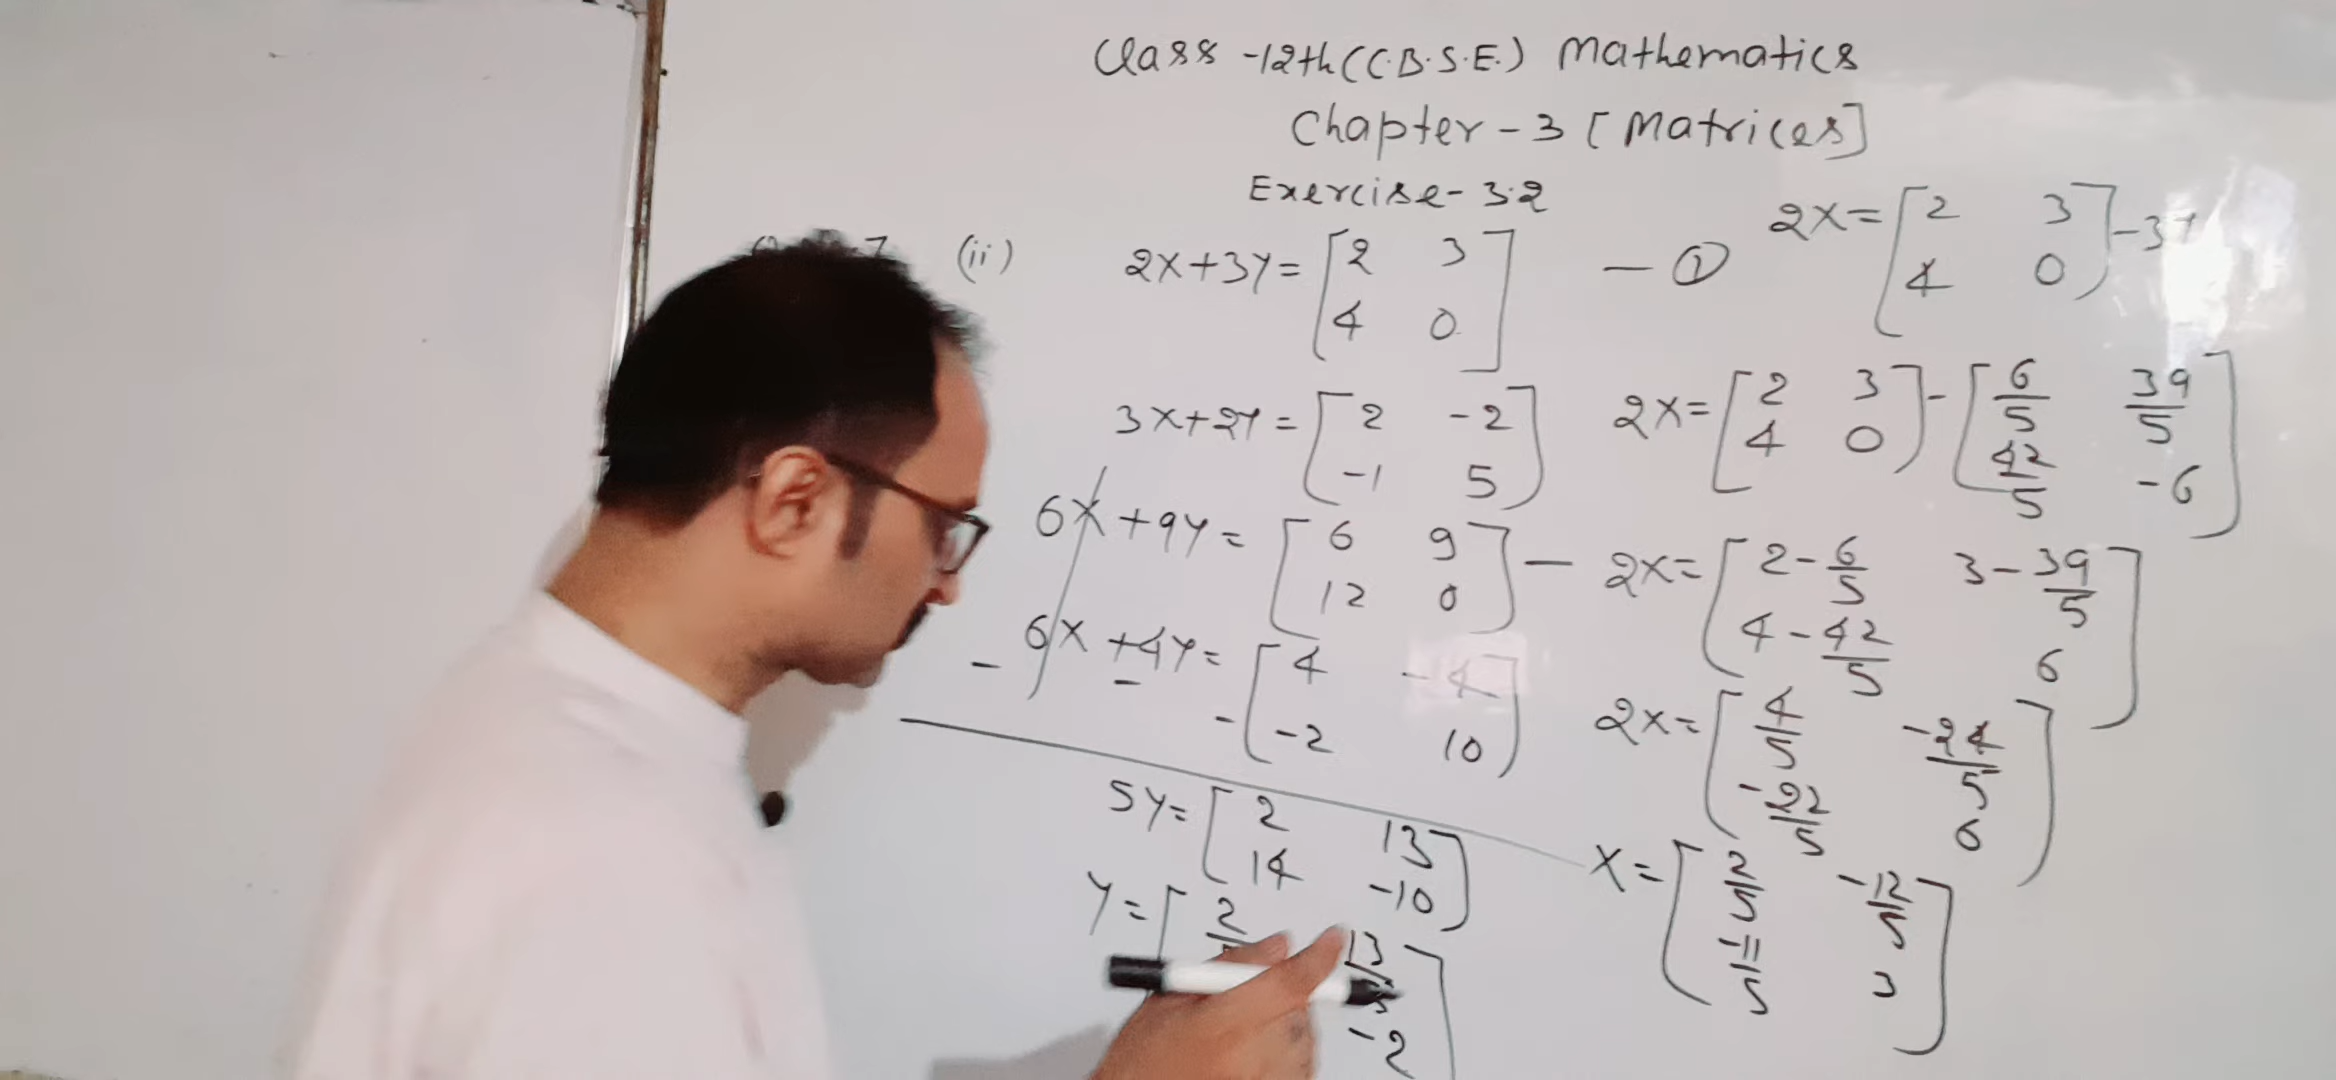 Class -12th (C.B.S.E.) Mathematics
Chapter - 3 [Matrices]
Exercise - 3.2
(ii) 2X+3Y= [2 3
4 0] — ①
3X+2Y = [2 -2
-1 5]
6X+9Y= [6 9
12 0] —
- 6X+4Y= [4 -4
-
- -2 10]
5Y= [2 13
14 -10]
Y= [2/ 13/5
-2]
2X= [2 3
4 0] -3Y
2X= [2 3
4 0] - [6/5 39/5
42/5 -6]
2X= [2-6/5 3-39/5
4-42/5 6]
2X= [4/5 -24/5
-22/5 6]
X= [2/5 -12/5
-11/5 3]